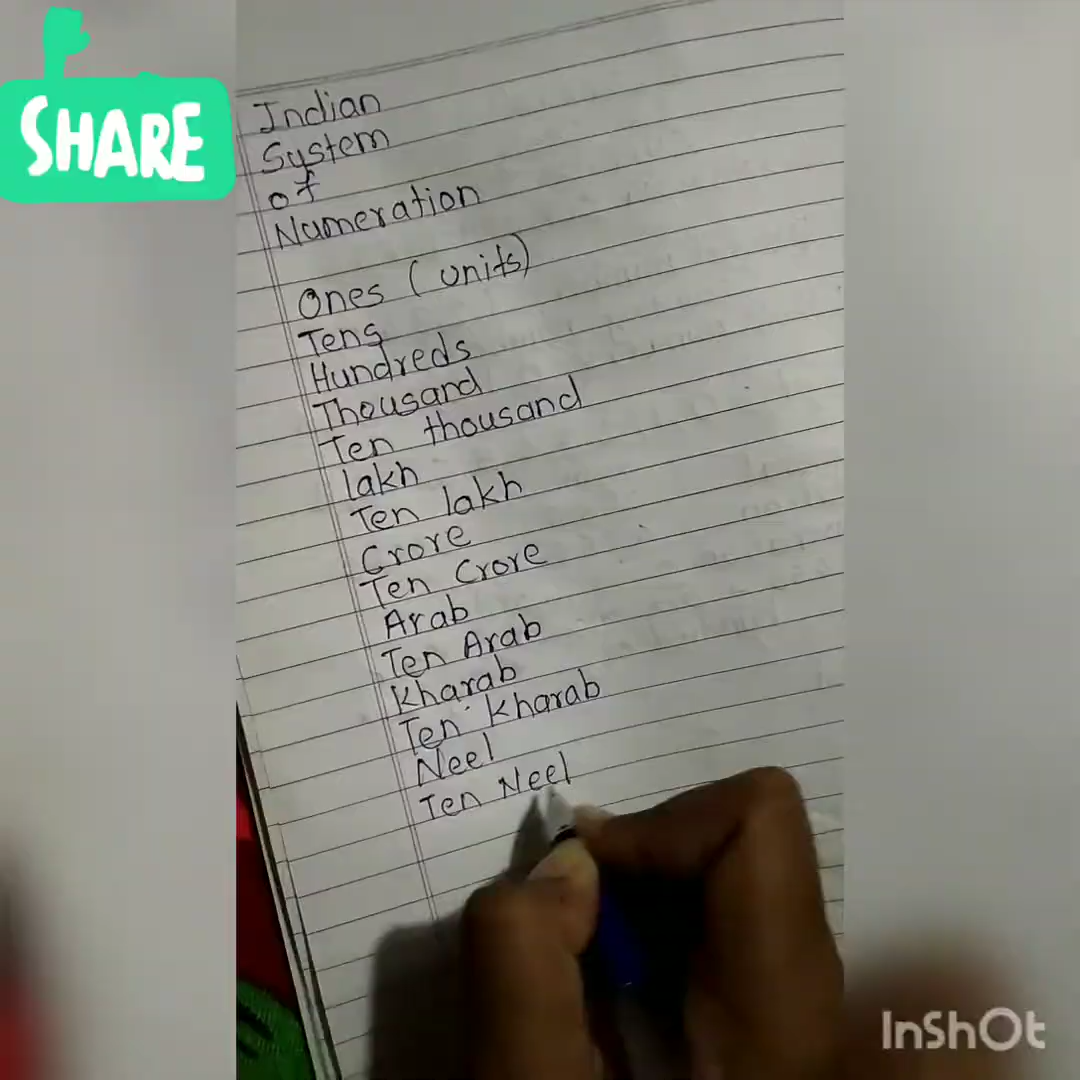 SHARE
Indian
System
of
Numeration
Ones (units)
Tens
Hundreds
Thousand
Ten thousand
lakh
Ten lakh
Crore
Ten Crore
Arab
Ten Arab
Kharab
Ten Kharab
Neel
Ten Neel
InShOt